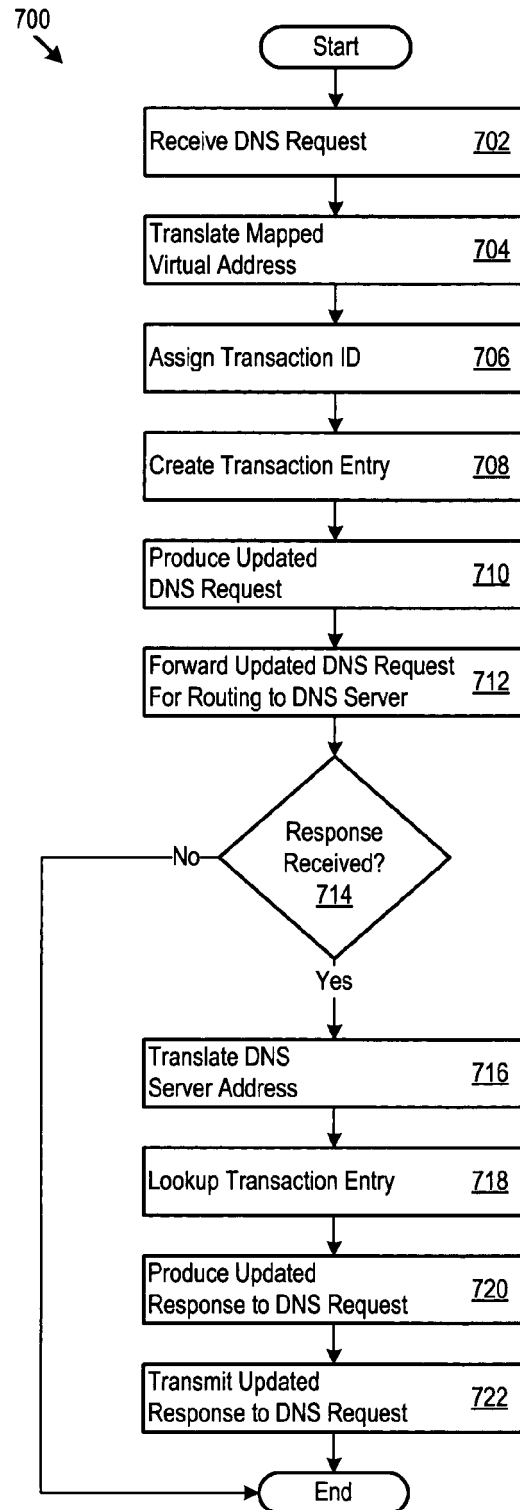 700
Start
Receive DNS Request 702
Translate Mapped
Virtual Address 704
Assign Transaction ID 706
Create Transaction Entry 708
Produce Updated
DNS Request 710
Forward Updated DNS Request
For Routing to DNS Server 712
Response
Received?
714
No
Yes
Translate DNS
Server Address 716
Lookup Transaction Entry 718
Produce Updated
Response to DNS Request 720
Transmit Updated
Response to DNS Request 722
End